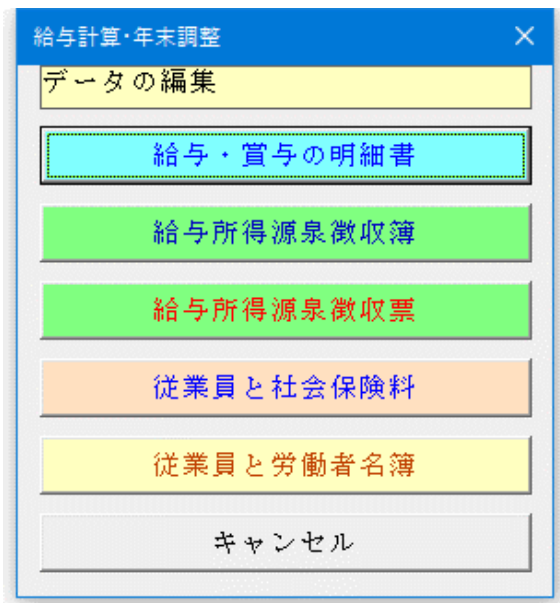 給与計算･年末調整
データの編集
給与・賞与の明細書
給与所得源泉徴収簿
給与所得源泉徴収票
従業員と社会保険料
従業員と労働者名簿
キャンセル